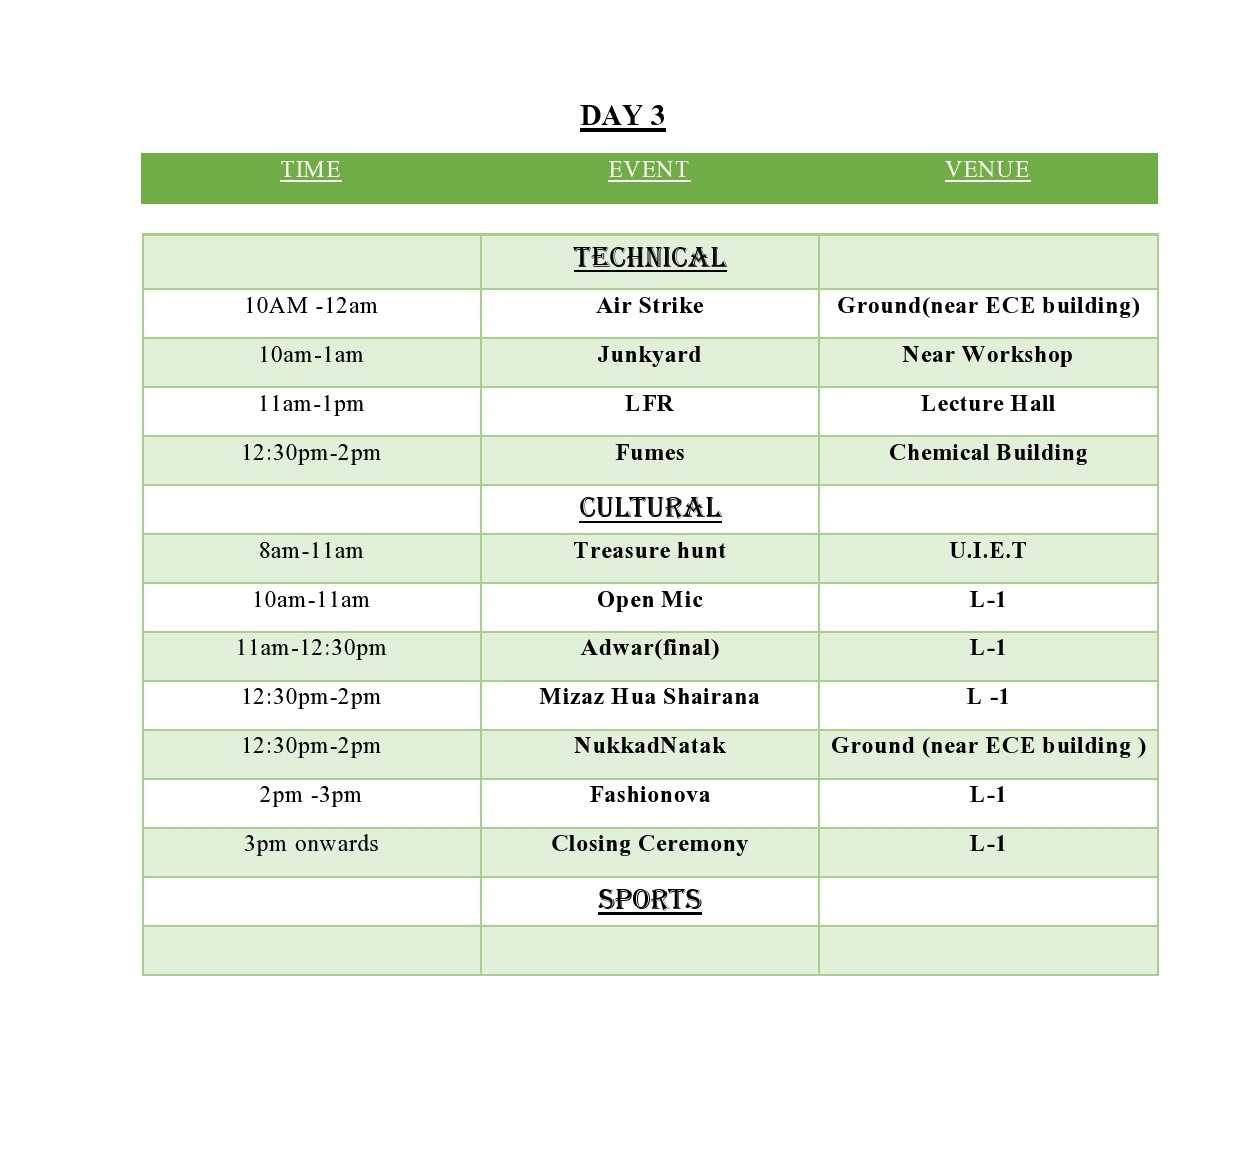 DAY 3
TIME EVENT VENUE
TECHNICAL
10AM -12am Air Strike Ground(near ECE building)
10am-1am Junkyard Near Workshop
11am-1pm LFR Lecture Hall
12:30pm-2pm Fumes Chemical Building
CULTURAL
8am-11am Treasure hunt U.I.E.T
10am-11am Open Mic L-1
11am-12:30pm Adwar(final) L-1
12:30pm-2pm Mizaz Hua Shairana L -1
12:30pm-2pm NukkadNatak Ground (near ECE building )
2pm -3pm Fashionova L-1
3pm onwards Closing Ceremony L-1
SPORTS